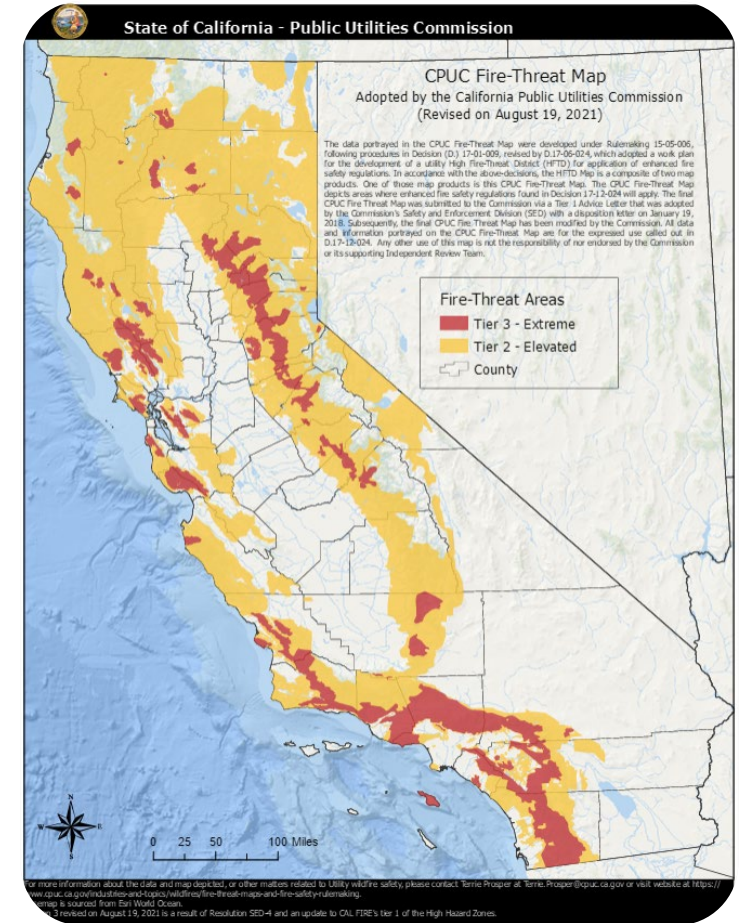 State of California - Public Utilities Commission
CPUC Fire-Threat Map
Adopted by the California Public Utilities Commission
(Revised on August 19, 2021)
The data portrayed in the CPUC Fire-Threat Map were developed under Rulemaking 15-05-006,
following procedures in Decision (D.) 17-01-009, revised by D.17-06-024, which adopted a work plan
for the development of a utility High Fire-Threat District (HFTD) for application of enhanced fire
safety regulations. In accordance with the above-decisions, the HFTD Map is a composite of two map
products. One of those map products is this CPUC Fire-Threat Map. The CPUC Fire-Threat Map
depicts areas where enhanced fire safety regulations found in Decision 17-12-024 will apply. The final
CPUC Fire-Threat Map was submitted to the Commission via a Tier 1 Advice Letter that was adopted
by the Commission's Safety and Enforcement Division (SED) with a disposition letter on January 19,
2018. Subsequently, the final CPUC Fire-Threat Map has been modified by the Commission. All data
and information portrayed on the CPUC Fire-Threat Map are for the expressed use called out in
D.17-12-024. Any other use of this map is not the responsibility of nor endorsed by the Commission
or its supporting Independent Review Team.
Fire-Threat Areas
Tier 3 - Extreme
Tier 2 - Elevated
County
N
W E
S
0 25 50 100 Miles
For more information about the data and map depicted, or other matters related to Utility wildfire safety, please contact Terrie Prosper at Terrie.Prosper@cpuc.ca.gov or visit website at https://
www.cpuc.ca.gov/industries-and-topics/wildfires/fire-threat-maps-and-fire-safety-rulemaking.
emap is sourced from Esri World Ocean.
n 3 revised on August 19, 2021 is a result of Resolution SED-4 and an update to CAL FIRE's tier 1 of the High Hazard Zones.